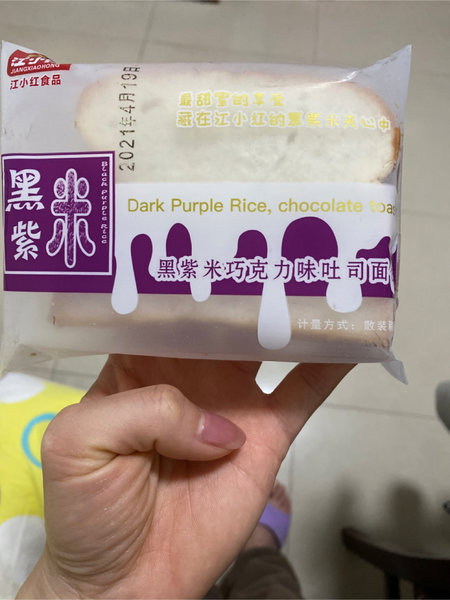 江小红
JIANGXIAOHONG
江小红食品
2021年4月19日
最甜蜜的享受
藏在江小红的黑紫米夹心中
黑紫米
Black Purple Rice
Dark Purple Rice, chocolate toas
黑紫米巧克力味吐司面
计量方式：散装